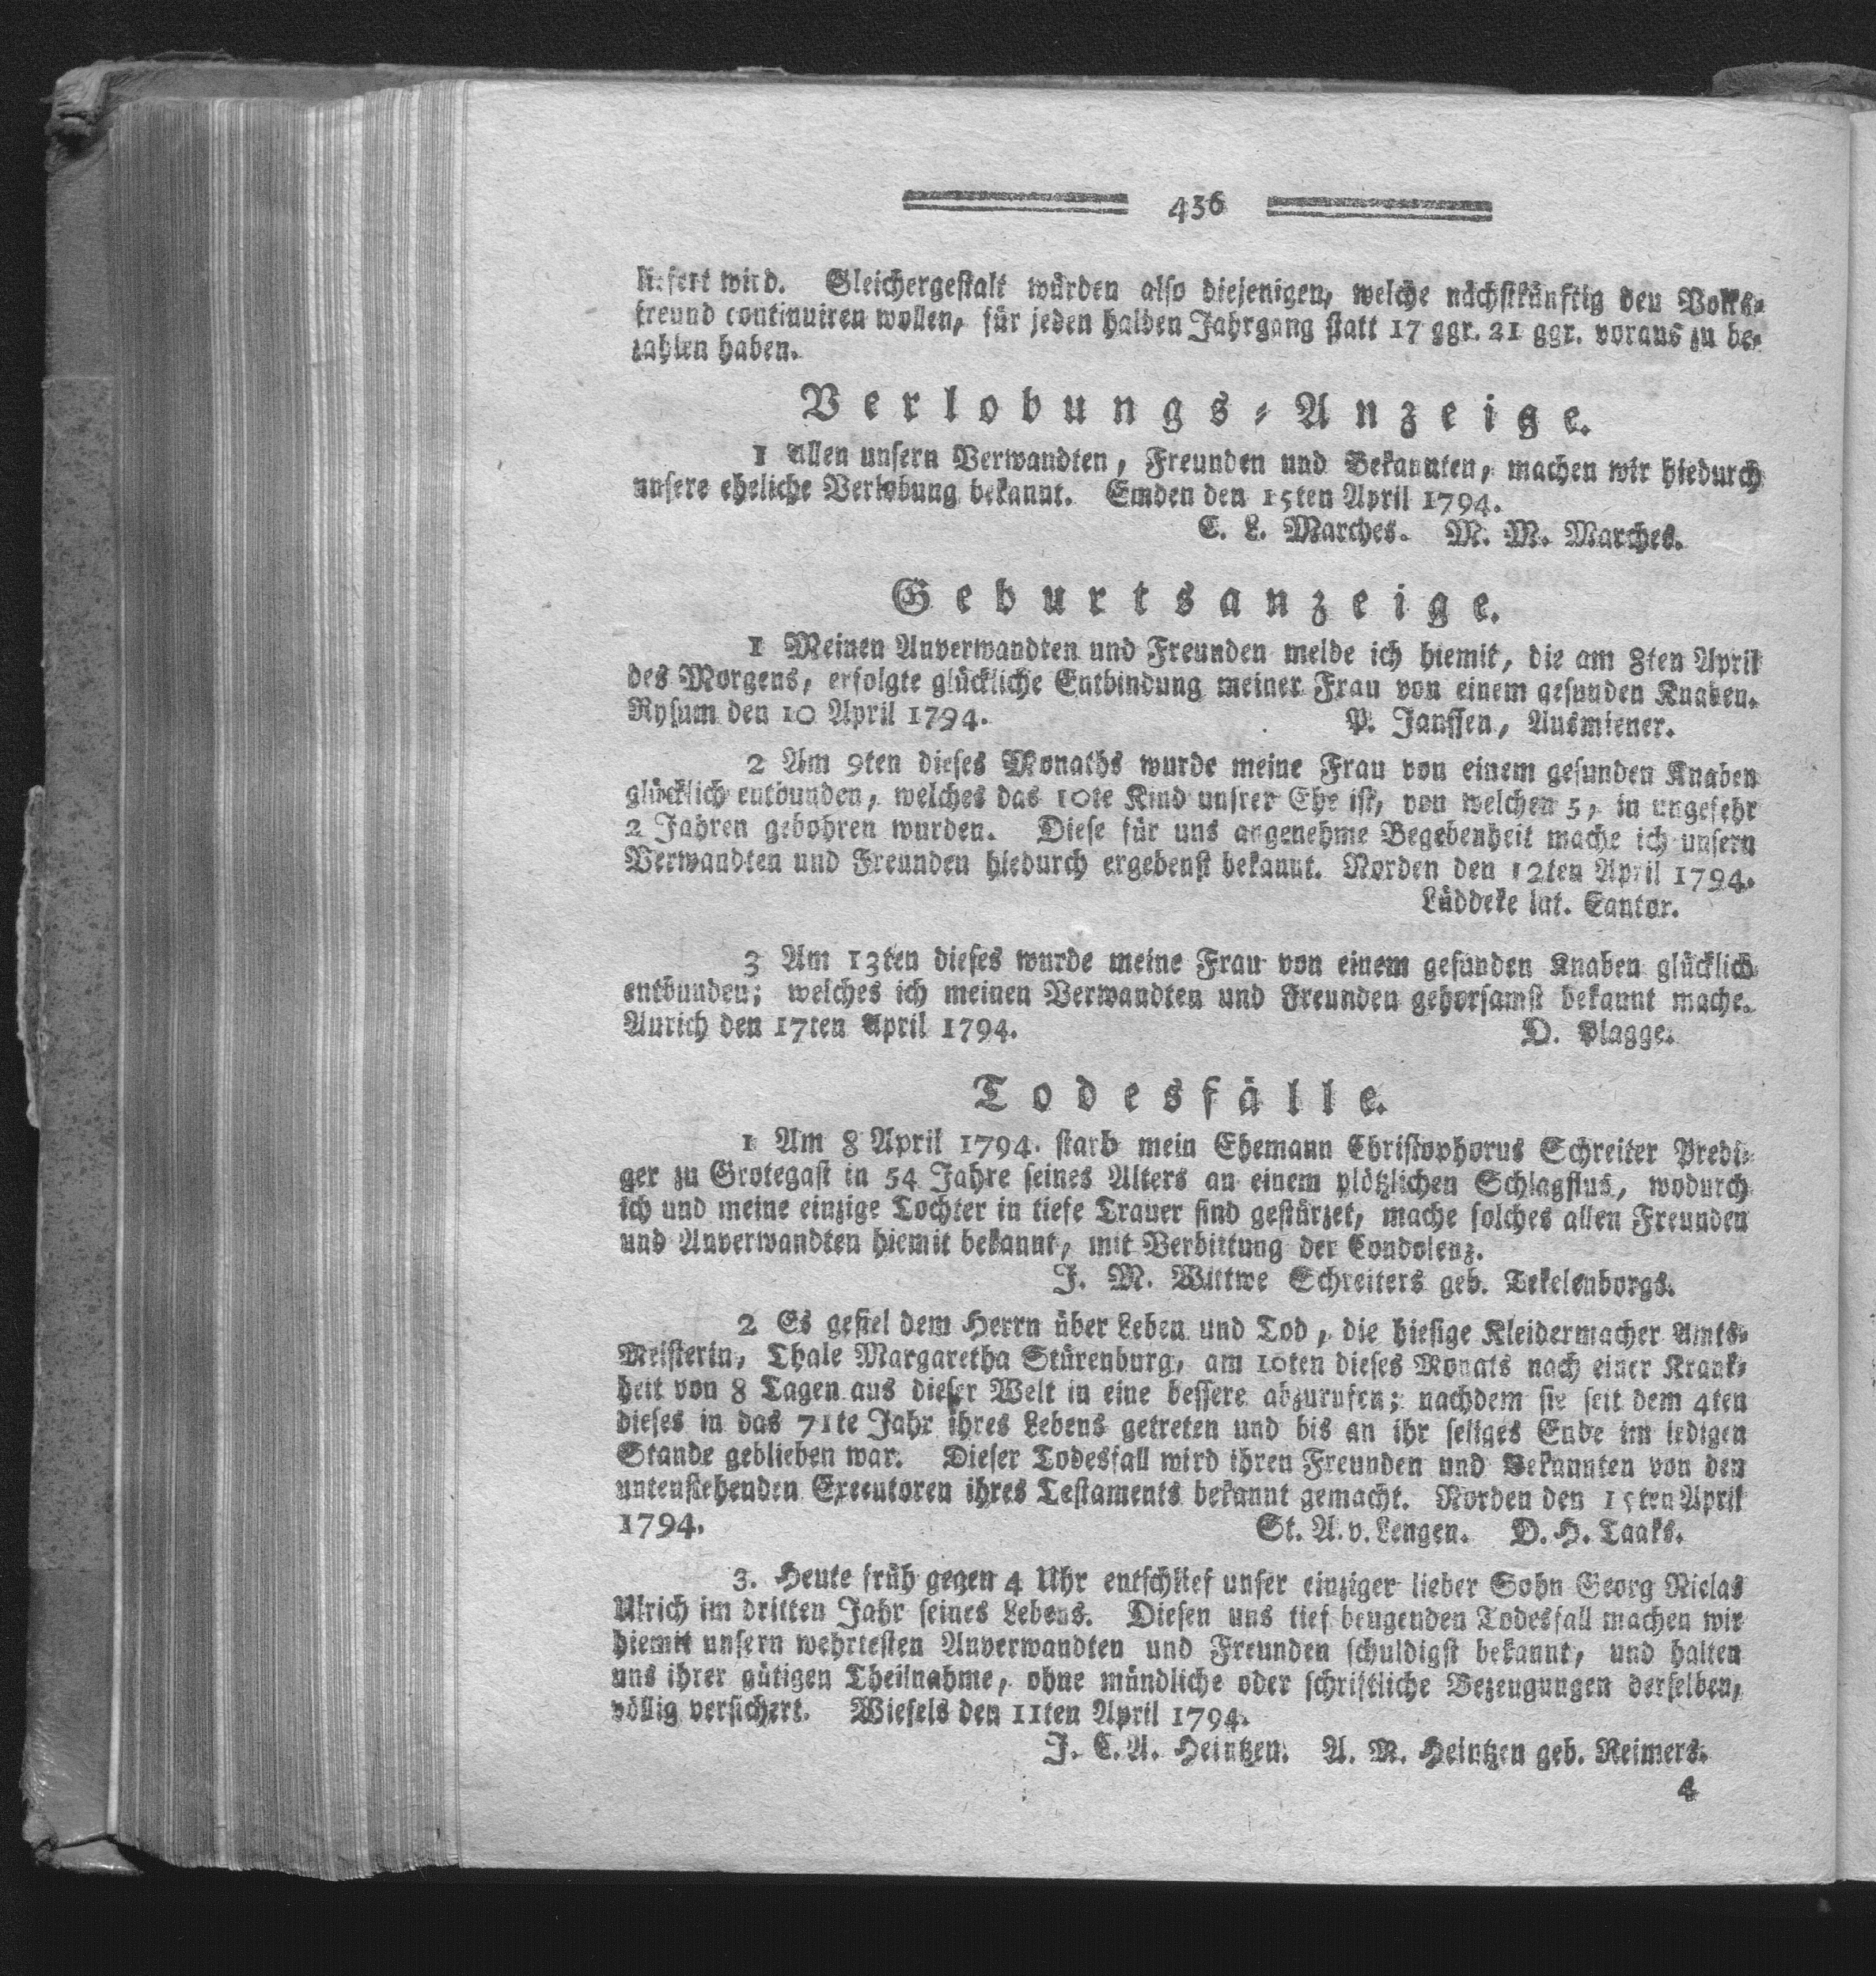 436
liefert wird. Gleichergestalt würden also diejenigen, welche nächstkünftig den Volks-
freund continuiren wollen, für jeden halben Jahrgang statt 17 ggr. 21 ggr. voraus zu be-
zahlen haben.
Verlobungs-Anzeige.
1 Allen unsern Verwandten, Freunden und Bekannten, machen wir hiedurch
unsere eheliche Verlobung bekannt. Emden den 15ten April 1794.
C. L. Marches. M. M. Marches.
Geburtsanzeige.
1 Meinen Anverwandten und Freunden melde ich hiemit, die am 8ten April
des Morgens, erfolgte glückliche Entbindung meiner Frau von einem gesunden Knaben.
Rysum den 10 April 1794. P. Janssen, Ausmiener.
2 Am 9ten dieses Monaths wurde meine Frau von einem gesunden Knaben
glücklich entbunden, welches das 10te Kind unsrer Ehe ist, von welchen 5, in ungefehr
2 Jahren gebohren wurden. Diese für uns angenehme Begebenheit mache ich unsern
Verwandten und Freunden hiedurch ergebenst bekannt. Norden den 12ten April 1794.
Lüddeke lat. Cantor.
3 Am 13ten dieses wurde meine Frau von einem gesunden Knaben glücklich
entbunden; welches ich meinen Verwandten und Freunden gehorsamst bekannt mache.
Aurich den 17ten April 1794. D. Plagge.
Todesfälle.
1 Am 8 April 1794. starb mein Ehemann Christophorus Schreiter Predi-
ger zu Grotegast in 54 Jahre seines Alters an einem plötzlichen Schlagflus, wodurch
ich und meine einzige Tochter in tiefe Trauer sind gestürzet, mache solches allen Freunden
und Anverwandten hiemit bekannt, mit Verbittung der Condolenz.
J. M. Wittwe Schreiters geb. Tekelenborgs.
2 Es gefiel dem Herrn über Leben und Tod, die hiesige Kleidermacher Amts-
Meisterin, Thale Margaretha Stürenburg, am 10ten dieses Monats nach einer Krank-
heit von 8 Tagen aus dieser Welt in eine bessere abzurufen; nachdem sie seit dem 4ten
dieses in das 71te Jahr ihres Lebens getreten und bis an ihr seliges Ende im ledigen
Stande geblieben war. Dieser Todesfall wird ihren Freunden und Bekannten von den
untenstehenden Executoren ihres Testaments bekannt gemacht. Norden den 15ten April
1794. St. A. v. Lengen. D. H. Taaks.
3. Heute früh gegen 4 Uhr entschlief unser einziger lieber Sohn Georg Niclas
Ulrich im dritten Jahr seines Lebens. Diesen uns tief beugenden Todesfall machen wir
hiemit unsern wehrtesten Anverwandten und Freunden schuldigst bekannt, und halten
uns ihrer gütigen Theilnahme, ohne mündliche oder schriftliche Bezeugungen derselben,
völlig versichert. Wiesels den 11ten April 1794.
J. C. A. Heintzen. A. M. Heintzen geb. Reimers.
4